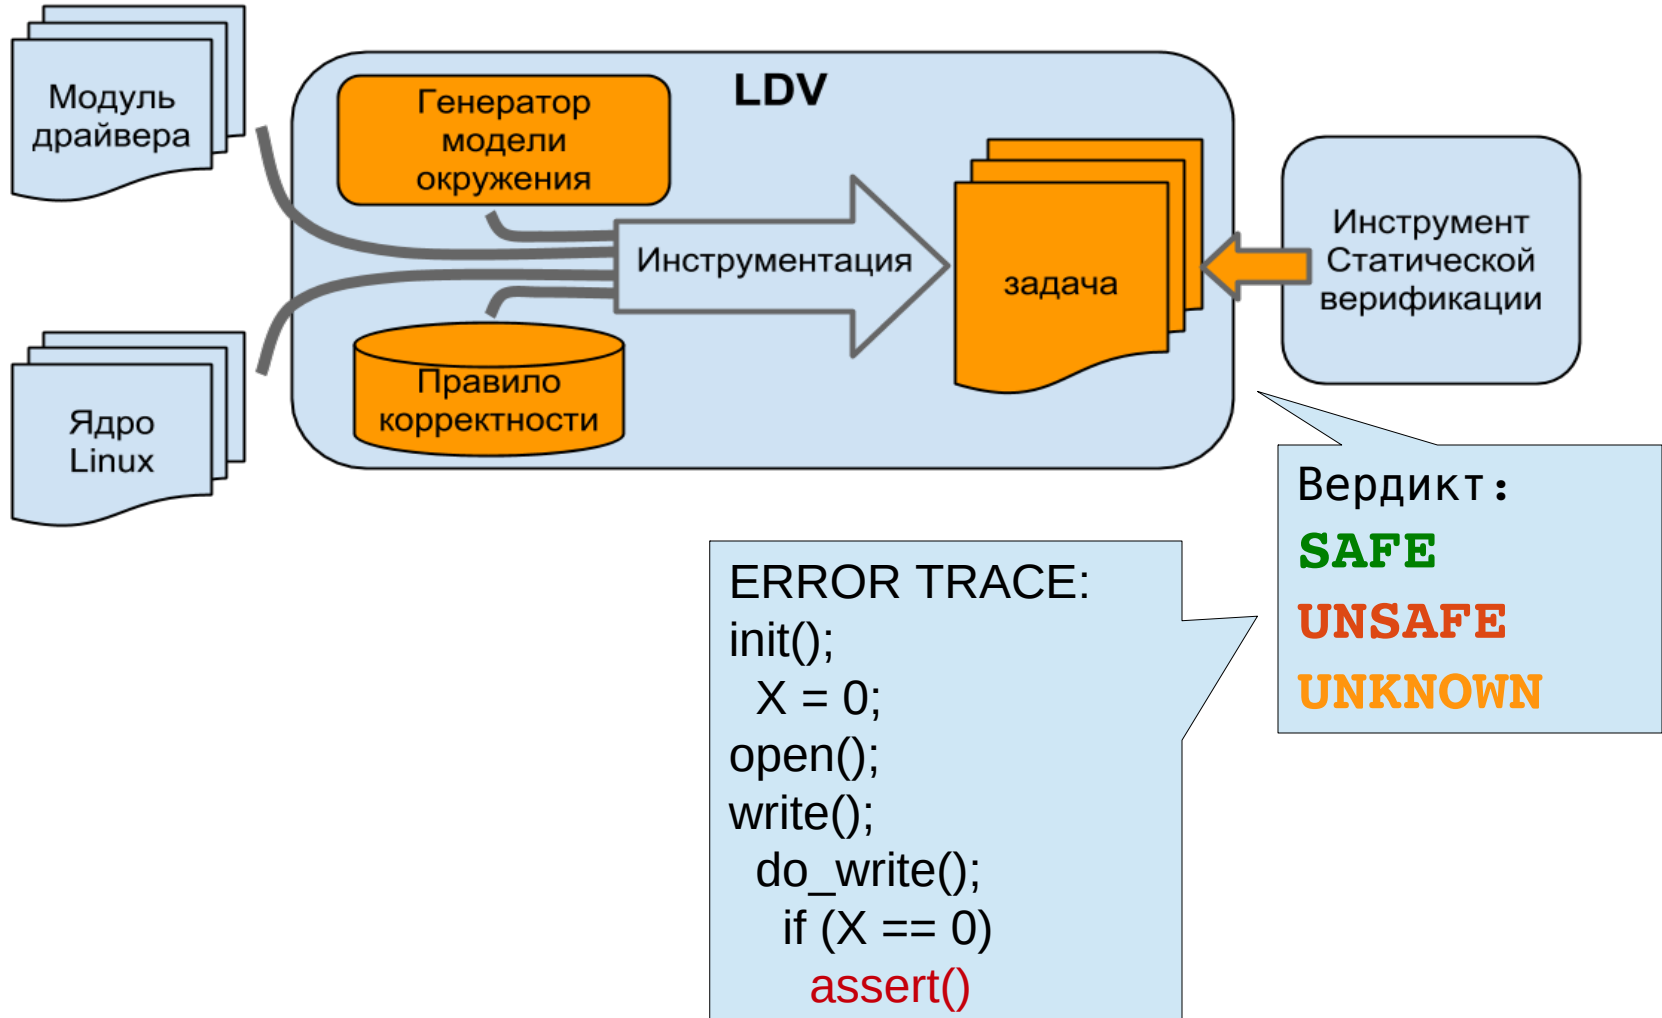 Модуль
драйвера
Ядро
Linux
LDV
Генератор
модели
окружения
Инструментация
Правило
корректности
задача
Инструмент
Статической
верификации
Вердикт:
SAFE
UNSAFE
UNKNOWN
ERROR TRACE:
init();
X = 0;
open();
write();
do_write();
if (X == 0)
assert()